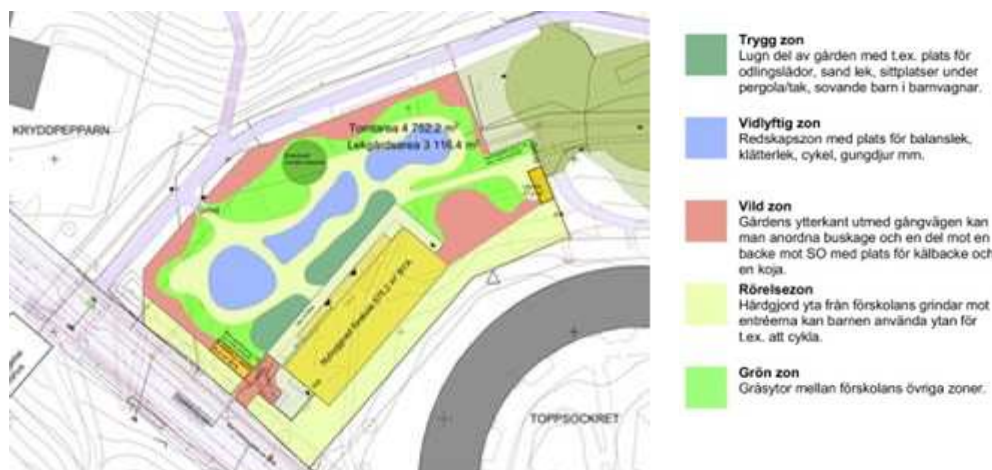 KRYDDPEPPARN
Tomtarea 4 782.2 m²
Lekgårdsarea 3 116.4 m²
TOPPSOCKRET
Trygg zon
Lugn del av gården med t.ex. plats för
odlingslådor, sand lek, sittplatser under
pergola/tak, sovande barn i barnvagnar.
Vidlyftig zon
Redskapszon med plats för balanslek,
klätterlek, cykel, gungdjur mm.
Vild zon
Gårdens ytterkant utmed gångvägen kan
man anordna buskage och en del mot en
backe mot SO med plats för kälbacke och
en koja.
Rörelsezon
Hårdgjord yta från förskolans grindar mot
entréerna kan barnen använda ytan för
t.ex. att cykla.
Grön zon
Gräsytor mellan förskolans övriga zoner.